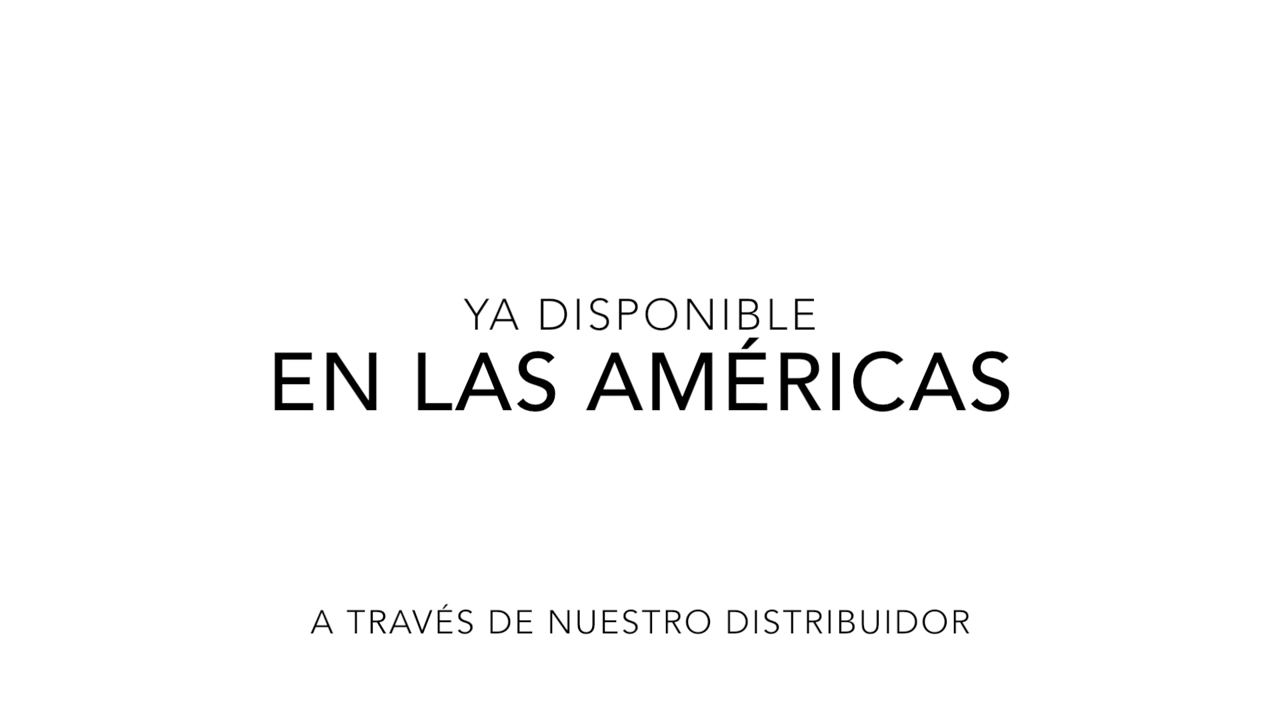 YA DISPONIBLE
EN LAS AMÉRICAS
A TRAVÉS DE NUESTRO DISTRIBUIDOR